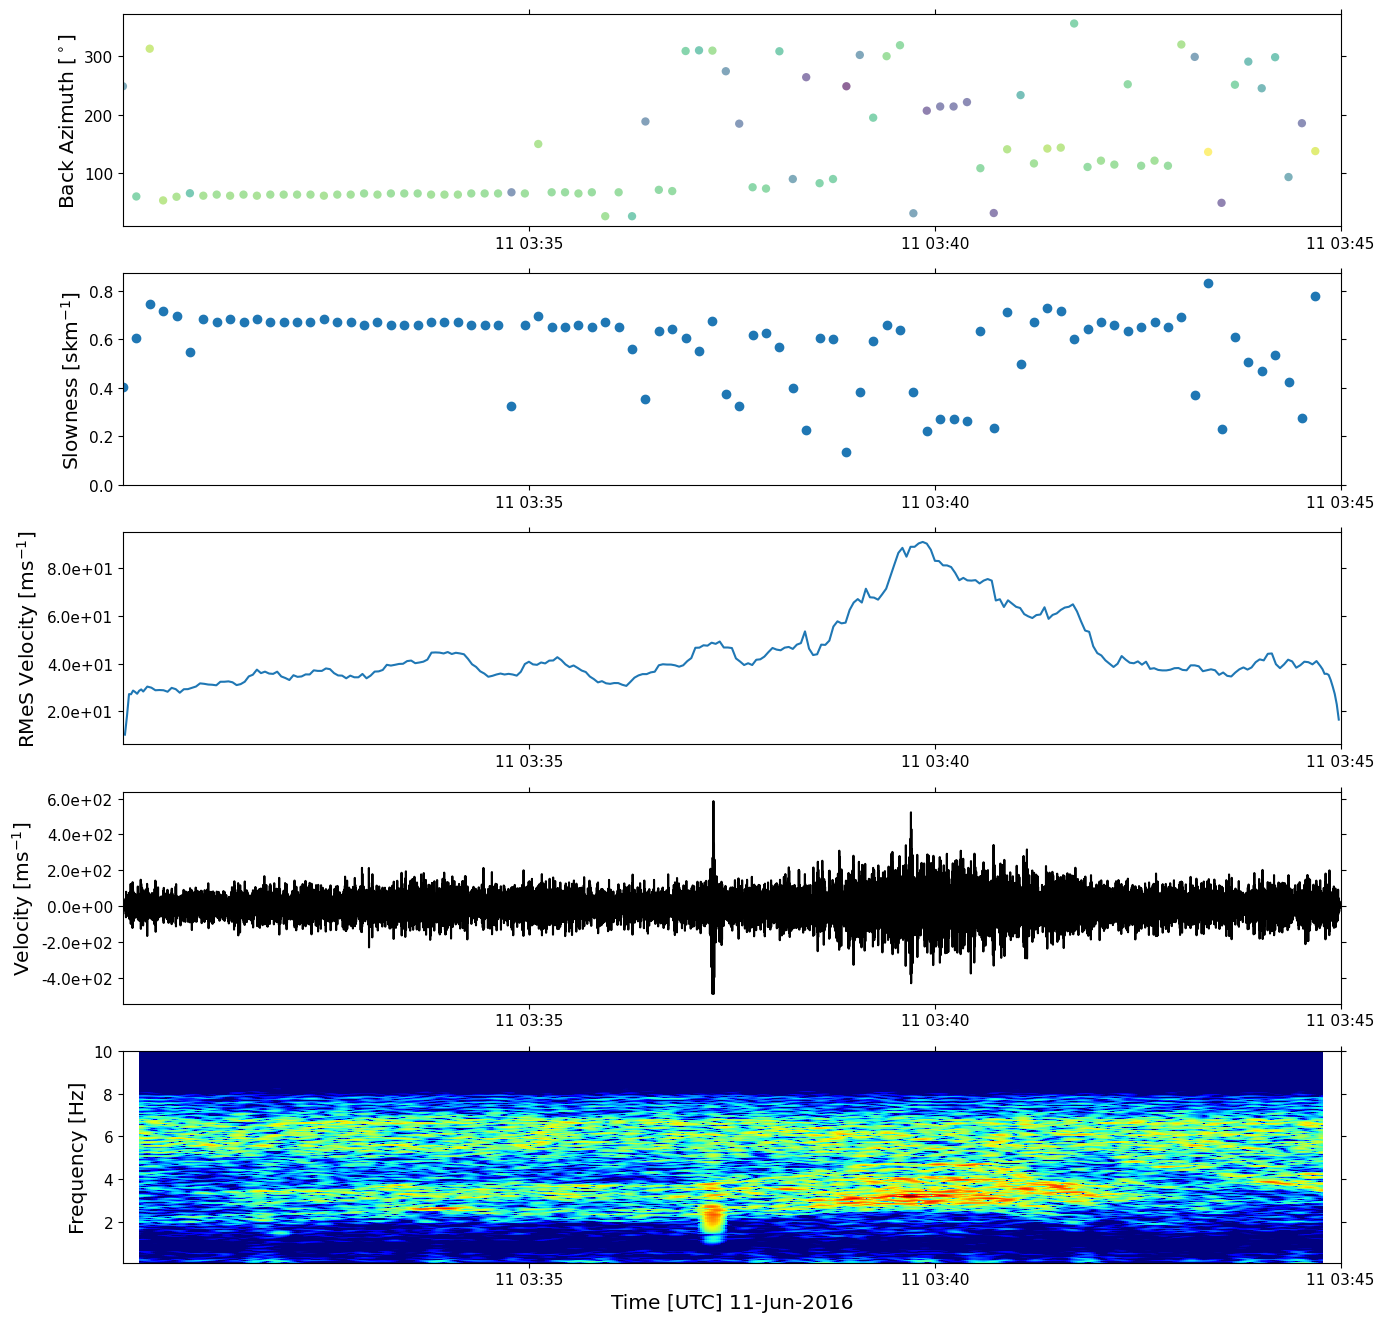 Back Azimuth [ ° ]
300
200
100
11 03:35
11 03:40
11 03:45
Slowness [skm⁻¹]
0.8
0.6
0.4
0.2
0.0
11 03:35
11 03:40
11 03:45
RMeS Velocity [ms⁻¹]
8.0e+01
6.0e+01
4.0e+01
2.0e+01
11 03:35
11 03:40
11 03:45
Velocity [ms⁻¹]
6.0e+02
4.0e+02
2.0e+02
0.0e+00
-2.0e+02
-4.0e+02
11 03:35
11 03:40
11 03:45
Frequency [Hz]
10
8
6
4
2
11 03:35
11 03:40
11 03:45
Time [UTC] 11-Jun-2016